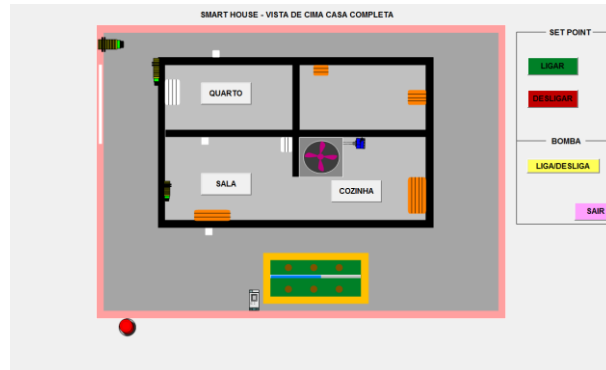 SMART HOUSE - VISTA DE CIMA CASA COMPLETA
SET POINT
LIGAR
DESLIGAR
BOMBA
LIGA/DESLIGA
SAIR
QUARTO
SALA
COZINHA